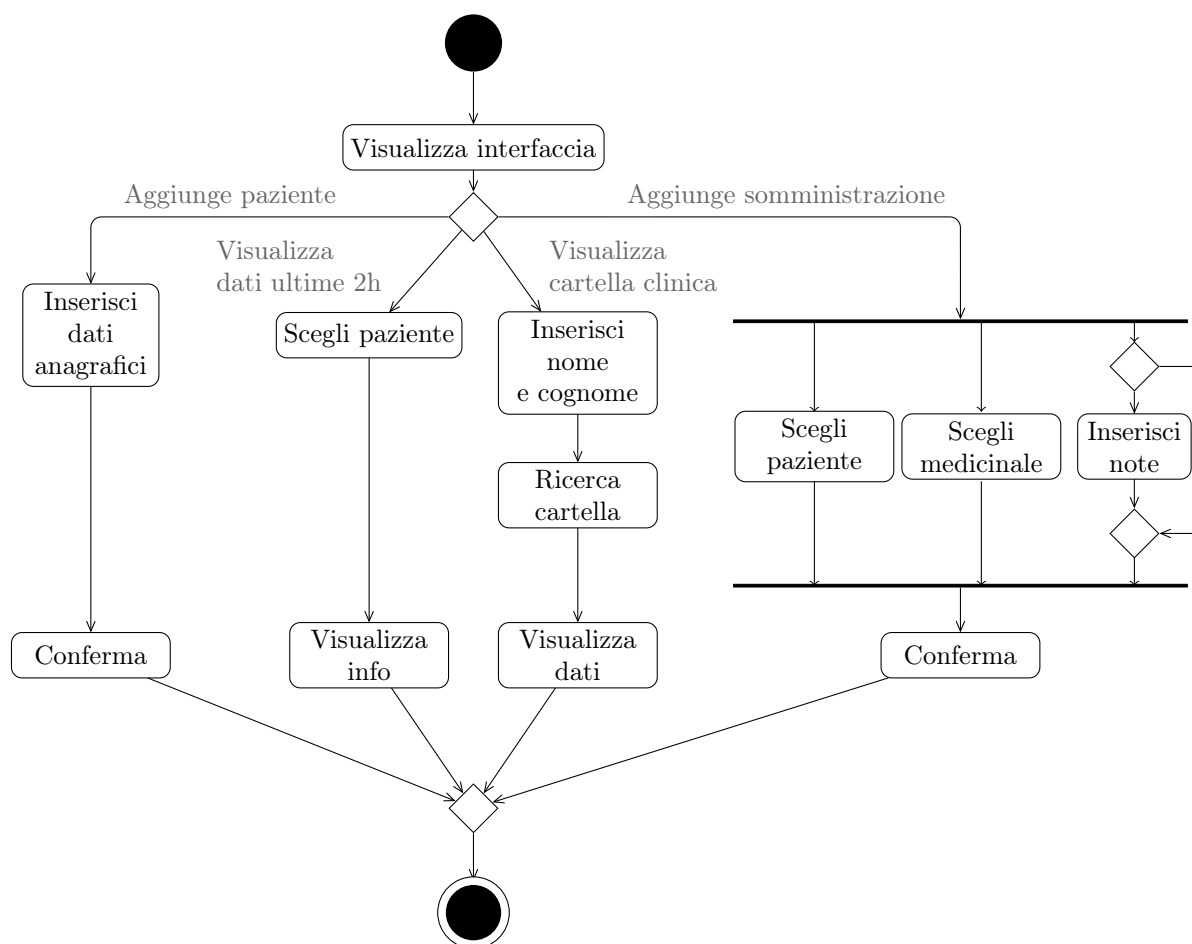 Visualizza interfaccia
Aggiunge paziente
Aggiunge somministrazione
Visualizza
dati ultime 2h
Visualizza
cartella clinica
Inserisci
dati
anagrafici
Scegli paziente
Inserisci
nome
e cognome
Scegli
paziente
Scegli
medicinale
Inserisci
note
Ricerca
cartella
Conferma
Visualizza
info
Visualizza
dati
Conferma